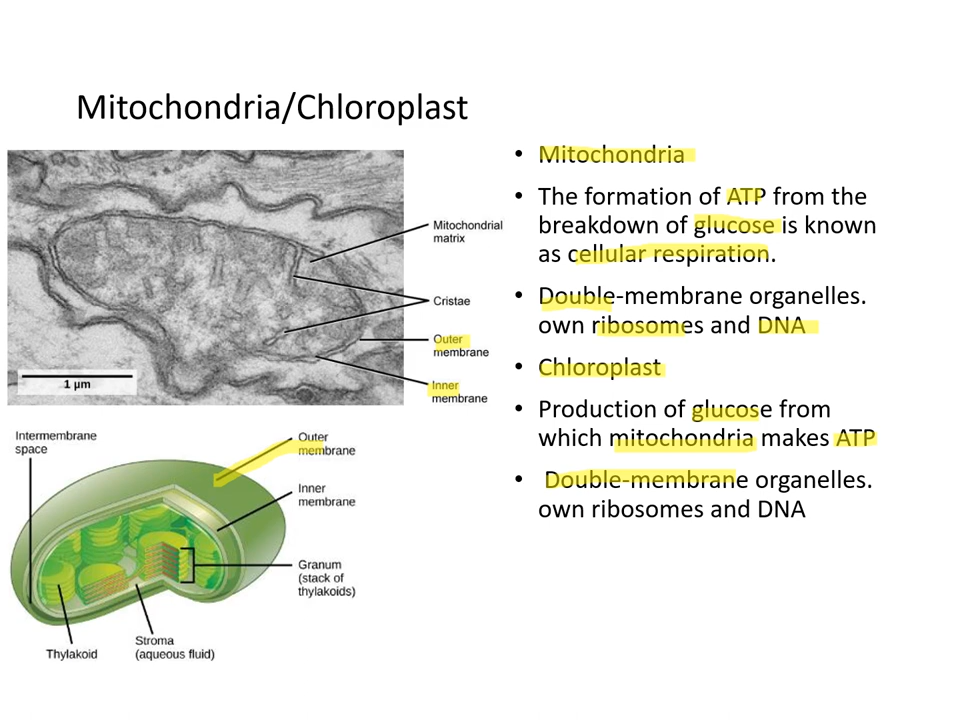 Mitochondria/Chloroplast
Mitochondrial
matrix
Cristae
Outer
membrane
Inner
membrane
1 µm
Intermembrane
space
Outer
membrane
Inner
membrane
Granum
(stack of
thylakoids)
Stroma
(aqueous fluid)
Thylakoid
• Mitochondria
• The formation of ATP from the
breakdown of glucose is known
as cellular respiration.
• Double-membrane organelles.
own ribosomes and DNA
• Chloroplast
• Production of glucose from
which mitochondria makes ATP
• Double-membrane organelles.
own ribosomes and DNA